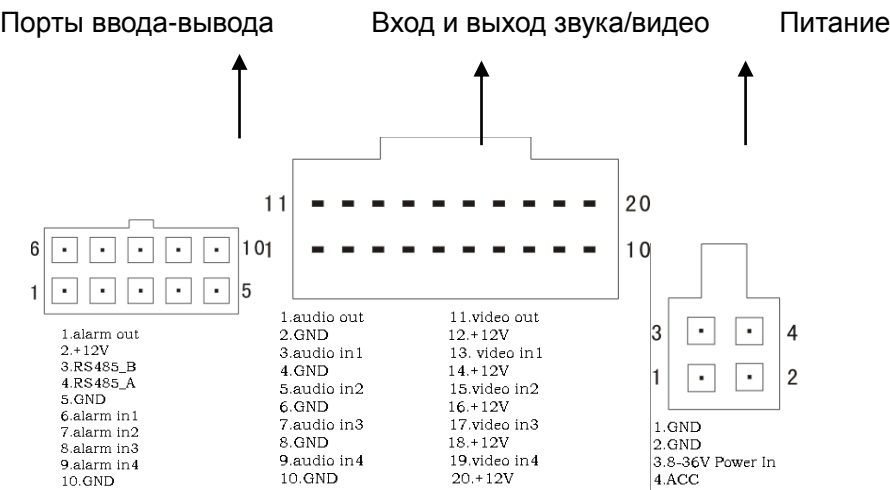 Порты ввода-вывода
Вход и выход звука/видео
Питание
6
10
1
5
1.alarm out
2.+12V
3.RS485_B
4.RS485_A
5.GND
6.alarm in1
7.alarm in2
8.alarm in3
9.alarm in4
10.GND
11
20
1
10
1.audio out
2.GND
3.audio in1
4.GND
5.audio in2
6.GND
7.audio in3
8.GND
9.audio in4
10.GND
11.video out
12.+12V
13. video in1
14.+12V
15.video in2
16.+12V
17.video in3
18.+12V
19.video in4
20.+12V
3
4
1
2
1.GND
2.GND
3.8-36V Power In
4.ACC